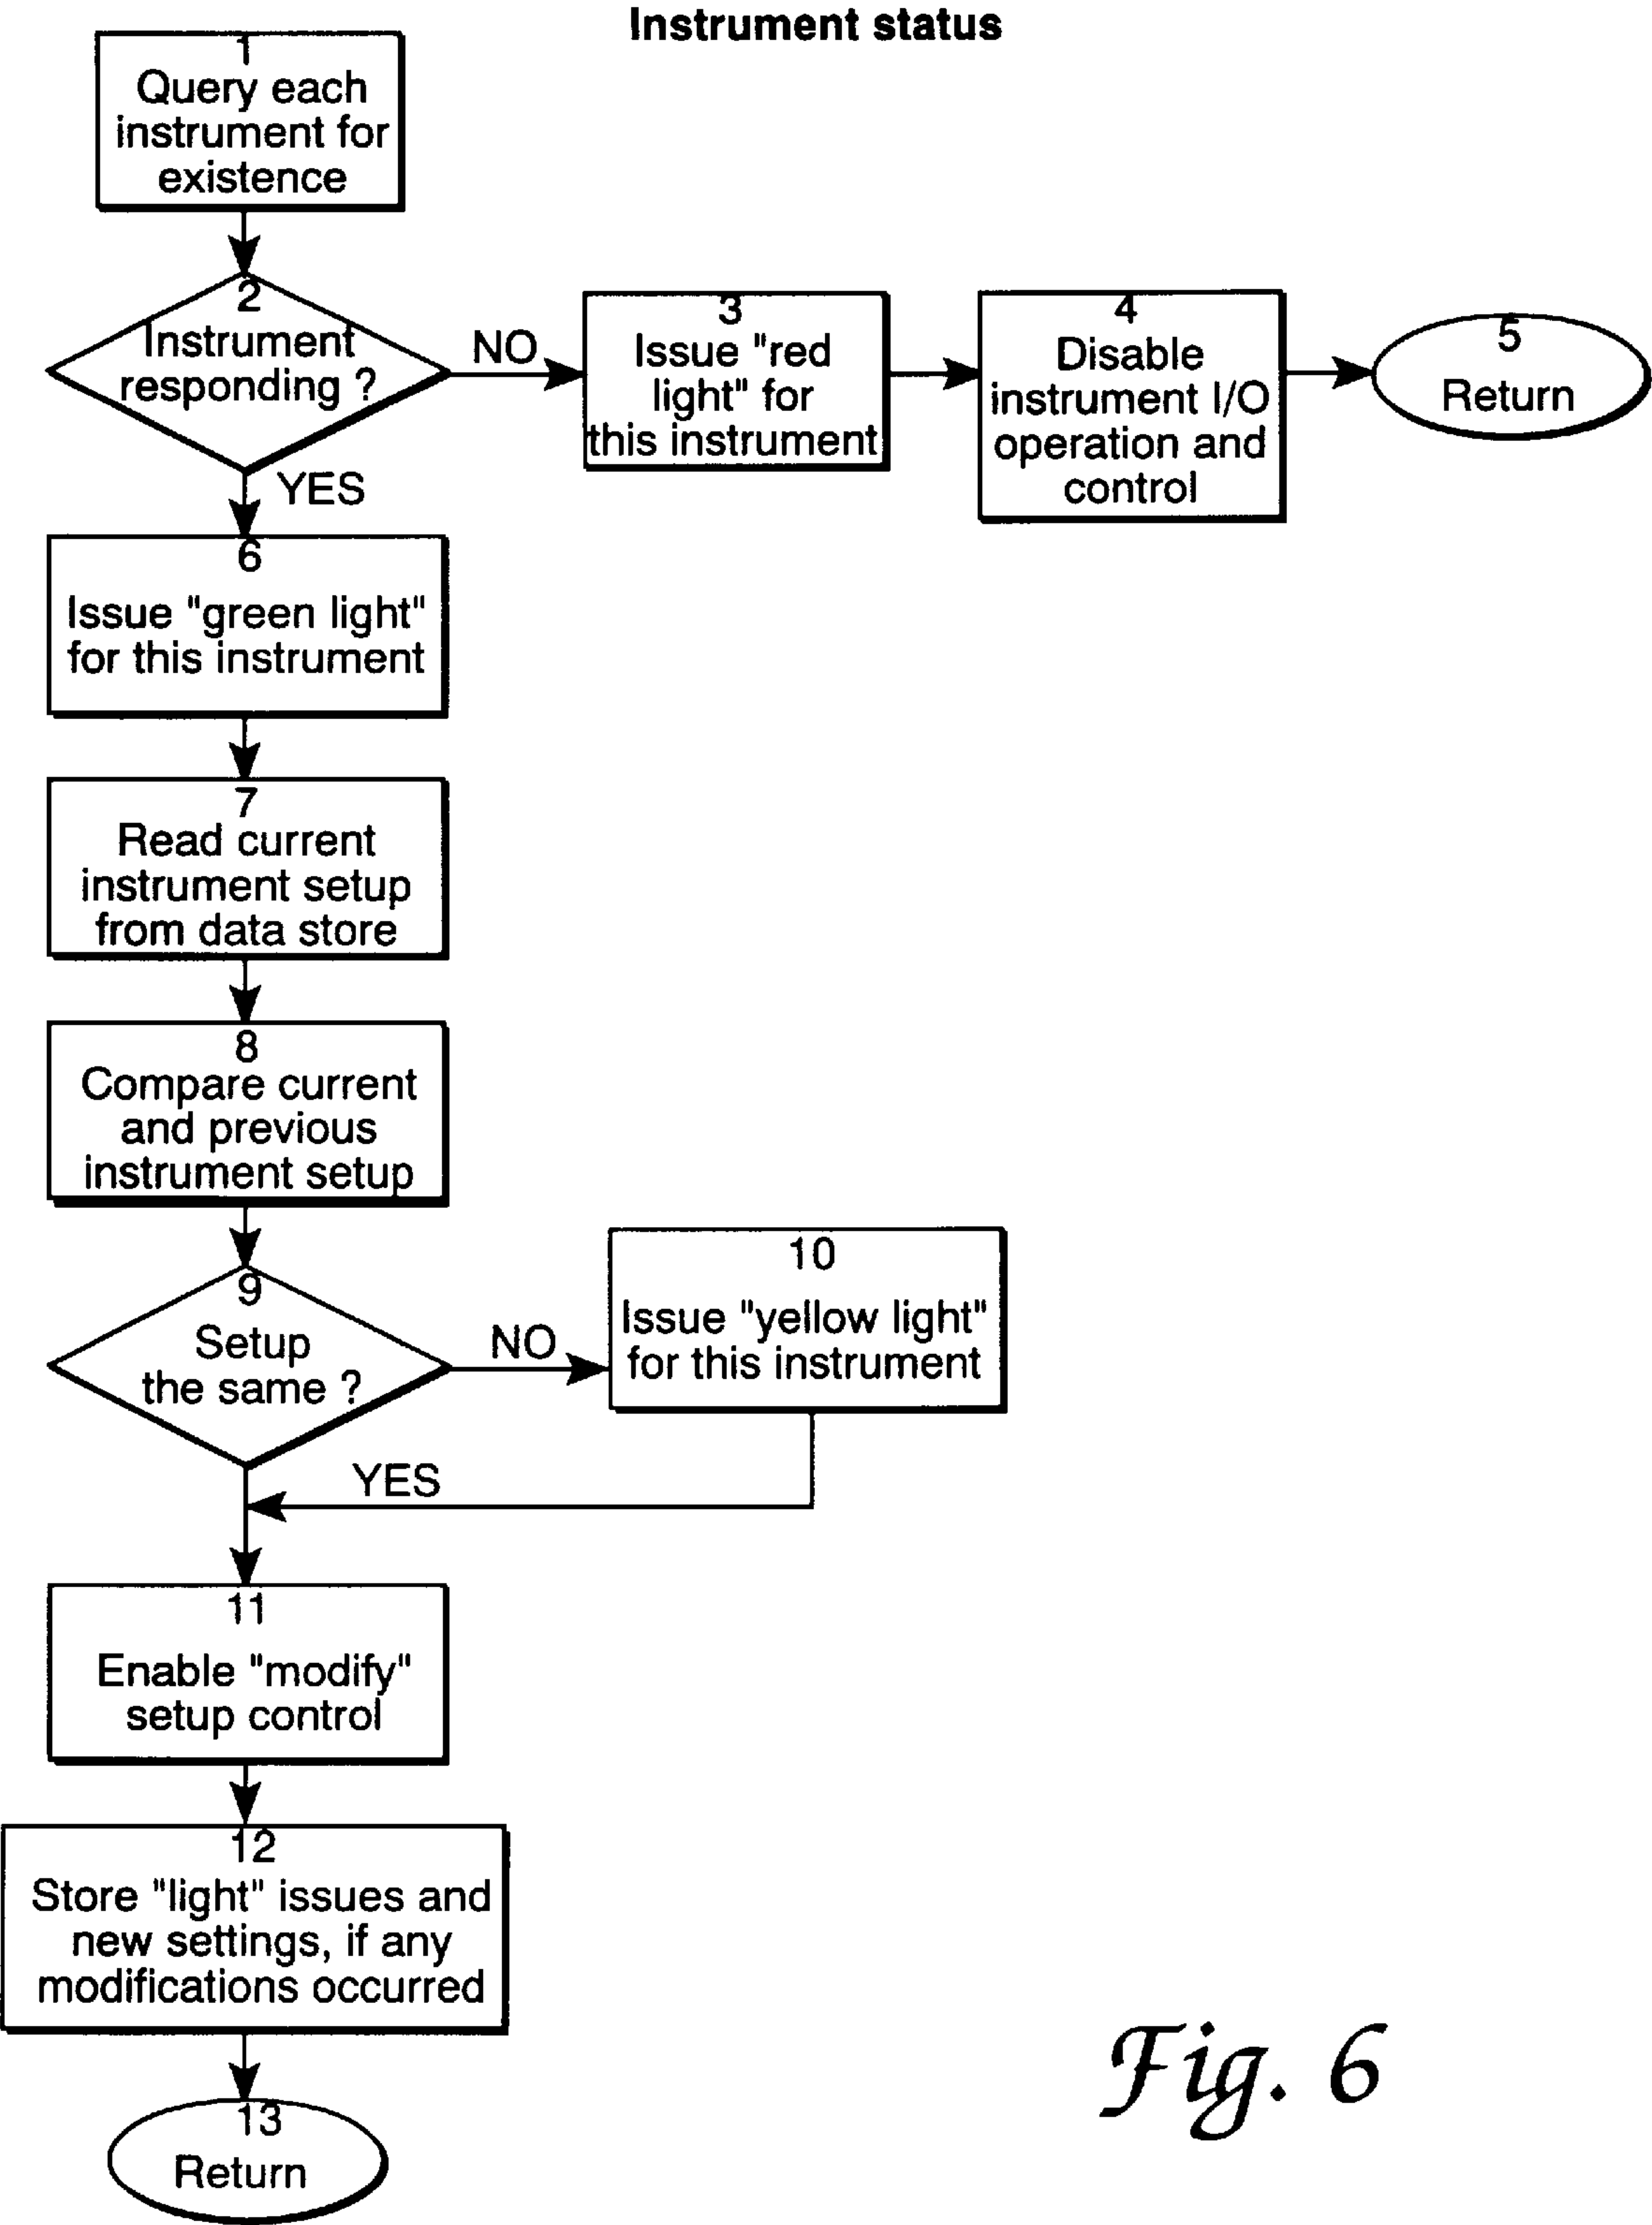 Instrument status
1
Query each
instrument for
existence
2
Instrument
responding ?
NO
3
Issue "red
light" for
this instrument
4
Disable
instrument I/O
operation and
control
5
Return
YES
6
Issue "green light"
for this instrument
7
Read current
instrument setup
from data store
8
Compare current
and previous
instrument setup
9
Setup
the same ?
NO
10
Issue "yellow light"
for this instrument
YES
11
Enable "modify"
setup control
12
Store "light" issues and
new settings, if any
modifications occurred
13
Return
Fig. 6